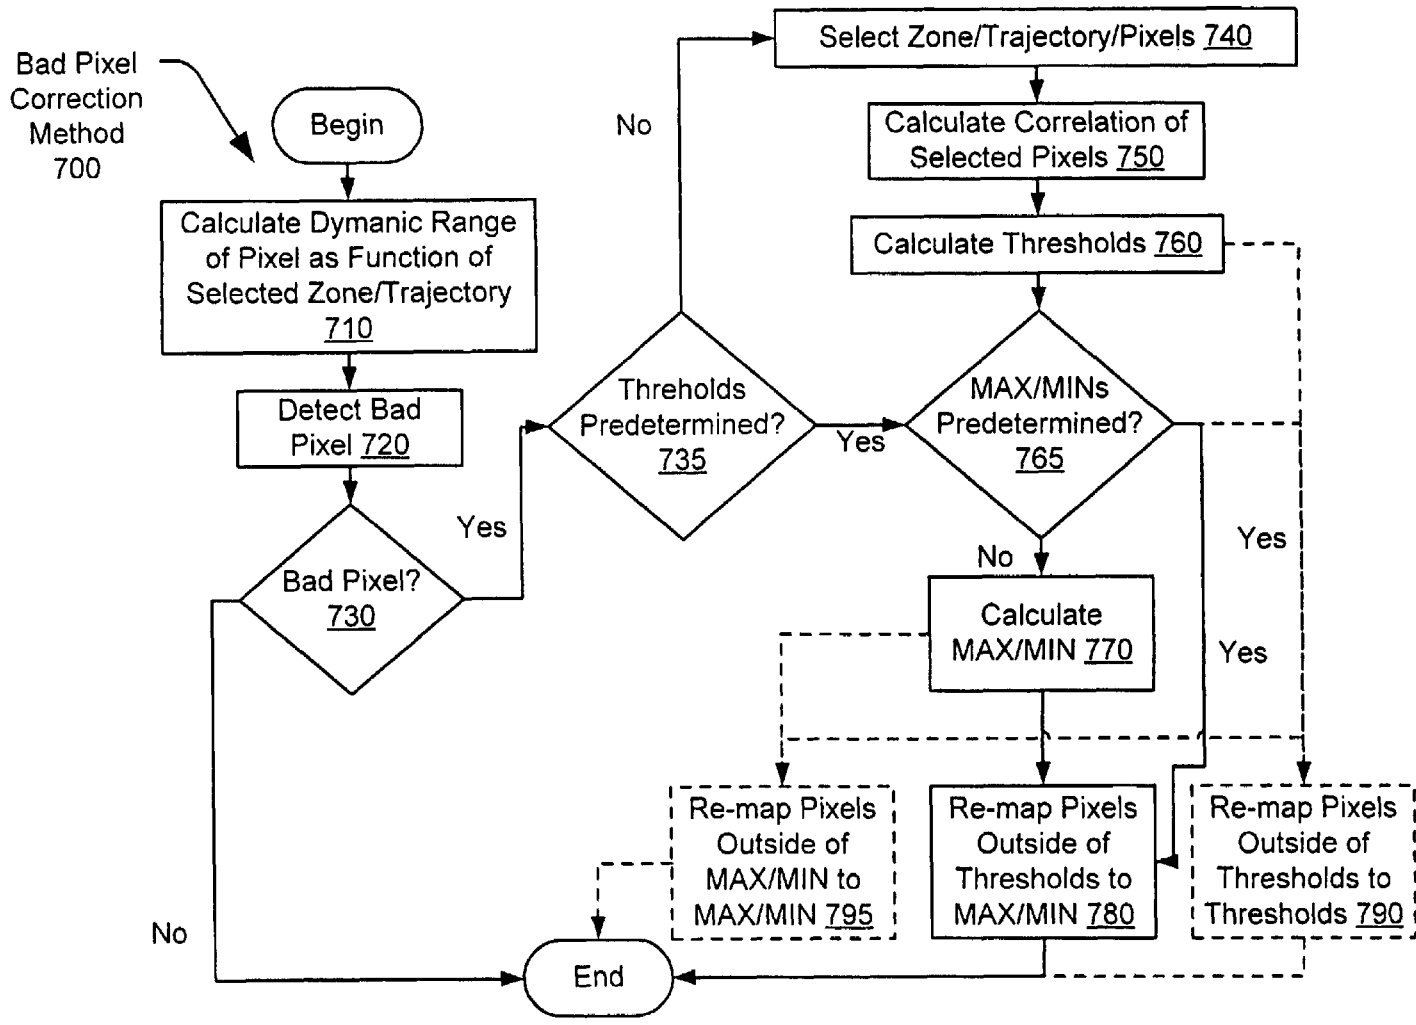 Bad Pixel
Correction
Method
700
Begin
Calculate Dymanic Range
of Pixel as Function of
Selected Zone/Trajectory
710
Detect Bad
Pixel 720
Bad Pixel?
730
Yes
No
Threholds
Predetermined?
735
No
Yes
Select Zone/Trajectory/Pixels 740
Calculate Correlation of
Selected Pixels 750
Calculate Thresholds 760
MAX/MINs
Predetermined?
765
No
Yes
Yes
Calculate
MAX/MIN 770
Re-map Pixels
Outside of
MAX/MIN to
MAX/MIN 795
Re-map Pixels
Outside of
Thresholds to
MAX/MIN 780
Re-map Pixels
Outside of
Thresholds to
Thresholds 790
End